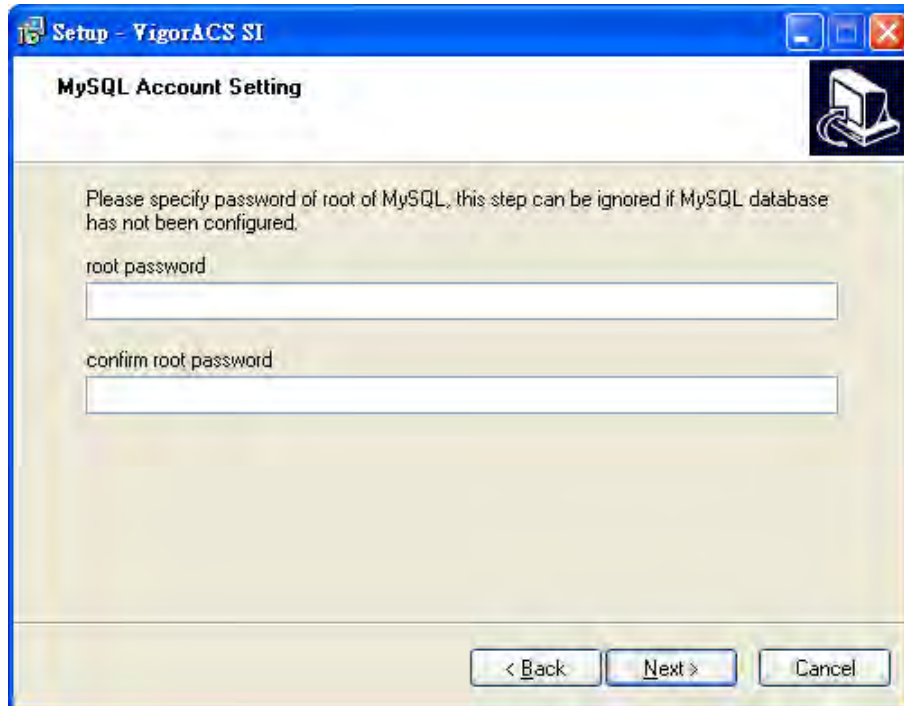 Setup - VigorACS SI
MySQL Account Setting
Please specify password of root of MySQL, this step can be ignored if MySQL database
has not been configured.
root password
confirm root password
< Back
Next >
Cancel